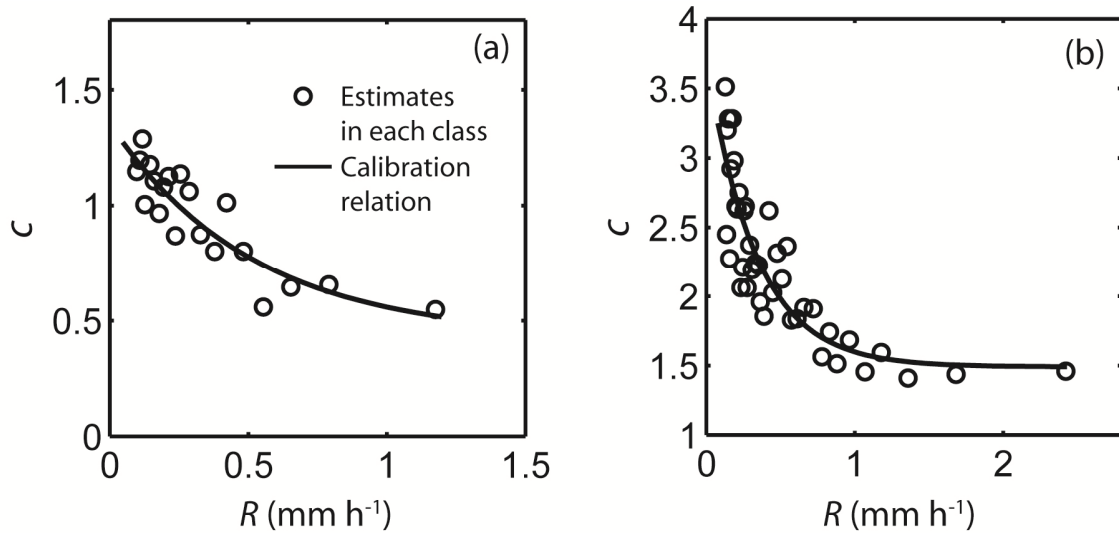 (a)
1.5
1
0.5
0
c
Estimates
in each class
Calibration
relation
0
0.5
1
1.5
R (mm h-1)
(b)
4
3.5
3
2.5
2
1.5
1
c
0
1
2
R (mm h-1)